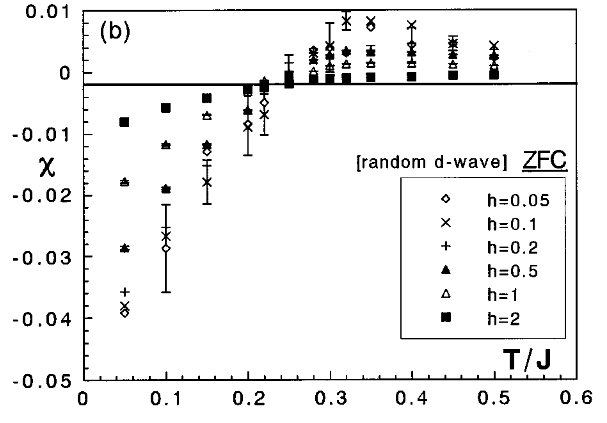 0.01
(b)
0
-0.01
χ
[random d-wave] ZFC
-0.02
h=0.05
h=0.1
-0.03
h=0.2
h=0.5
-0.04
h=1
h=2
T/J
-0.05
0 0.1 0.2 0.3 0.4 0.5 0.6